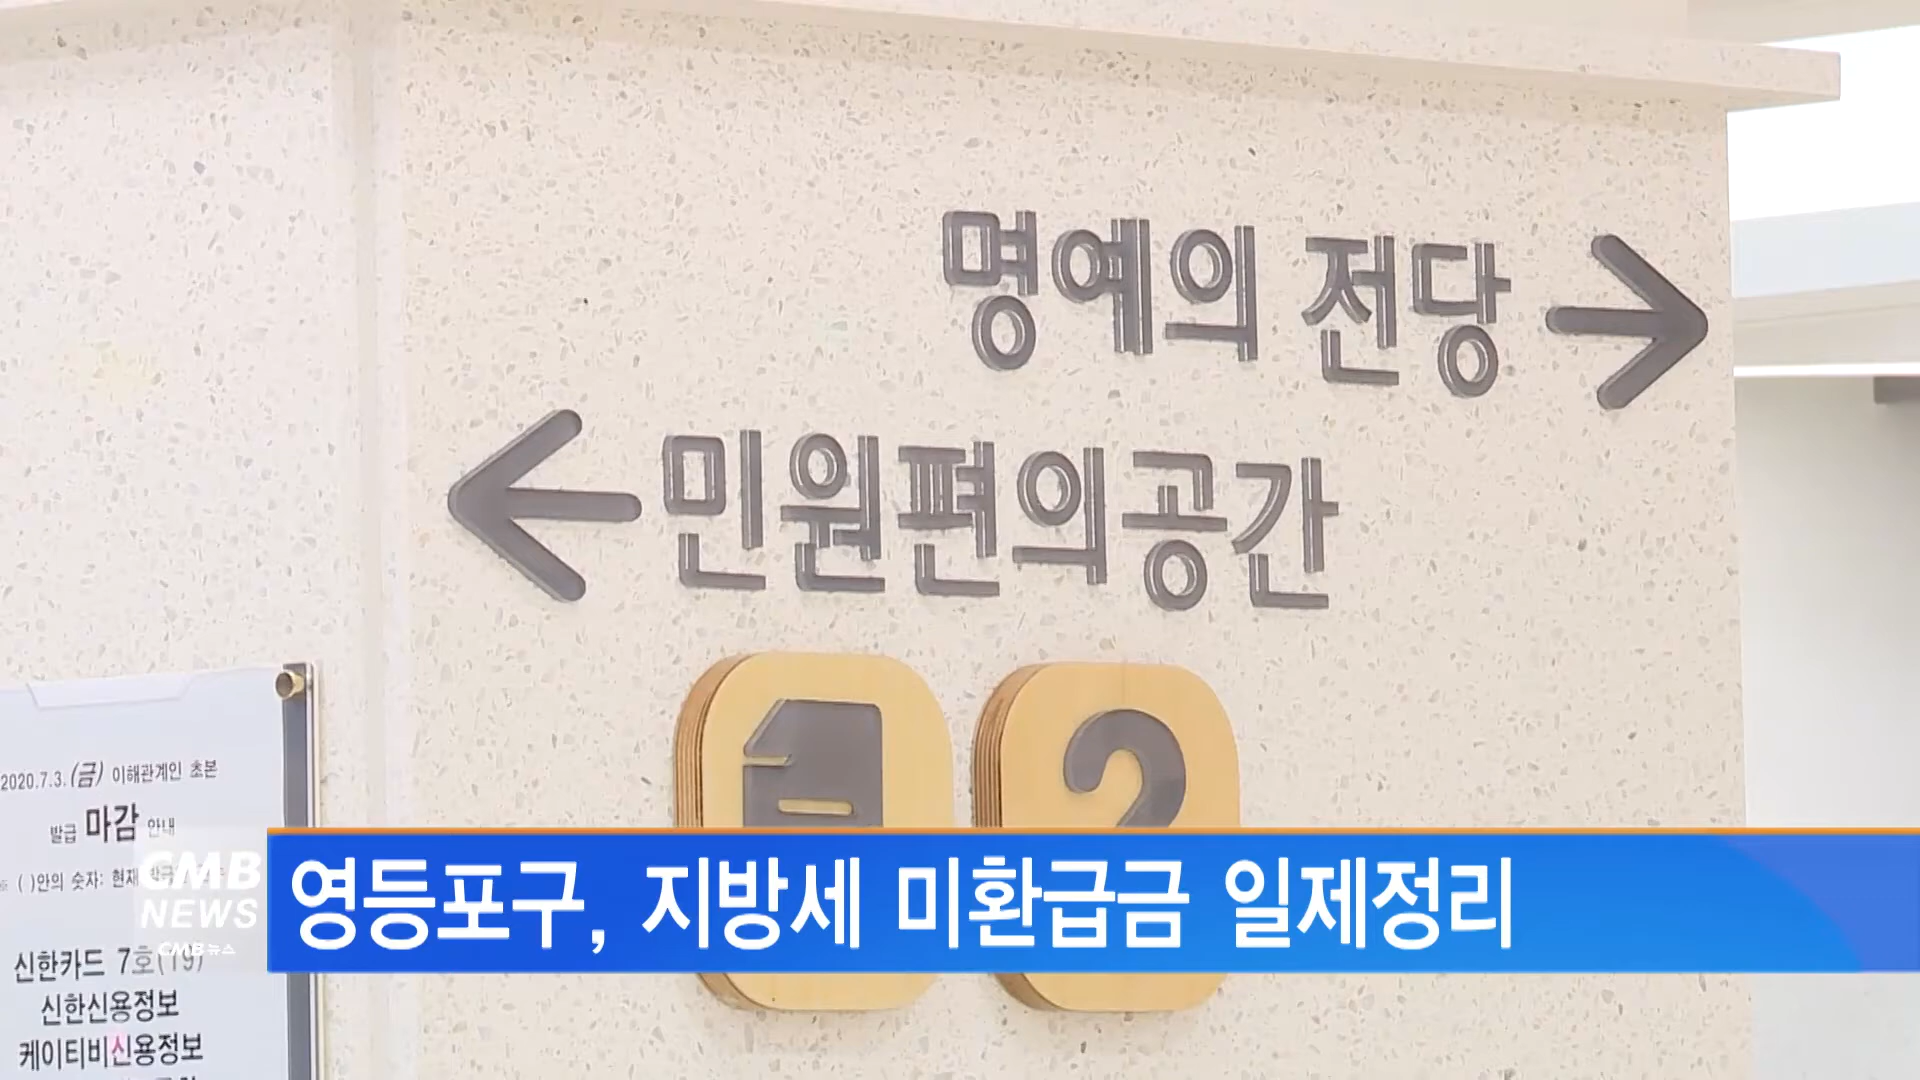 명예의 전당
민원편의공간
2020.7.3.(금) 이해관계인 초본
발급 마감 안내
※ ( )안의 숫자: 현재
신한카드 7호(19)
신한신용정보
케이티비신용정보
CMB
NEWS
CMB 뉴스
영등포구, 지방세 미환급금 일제정리